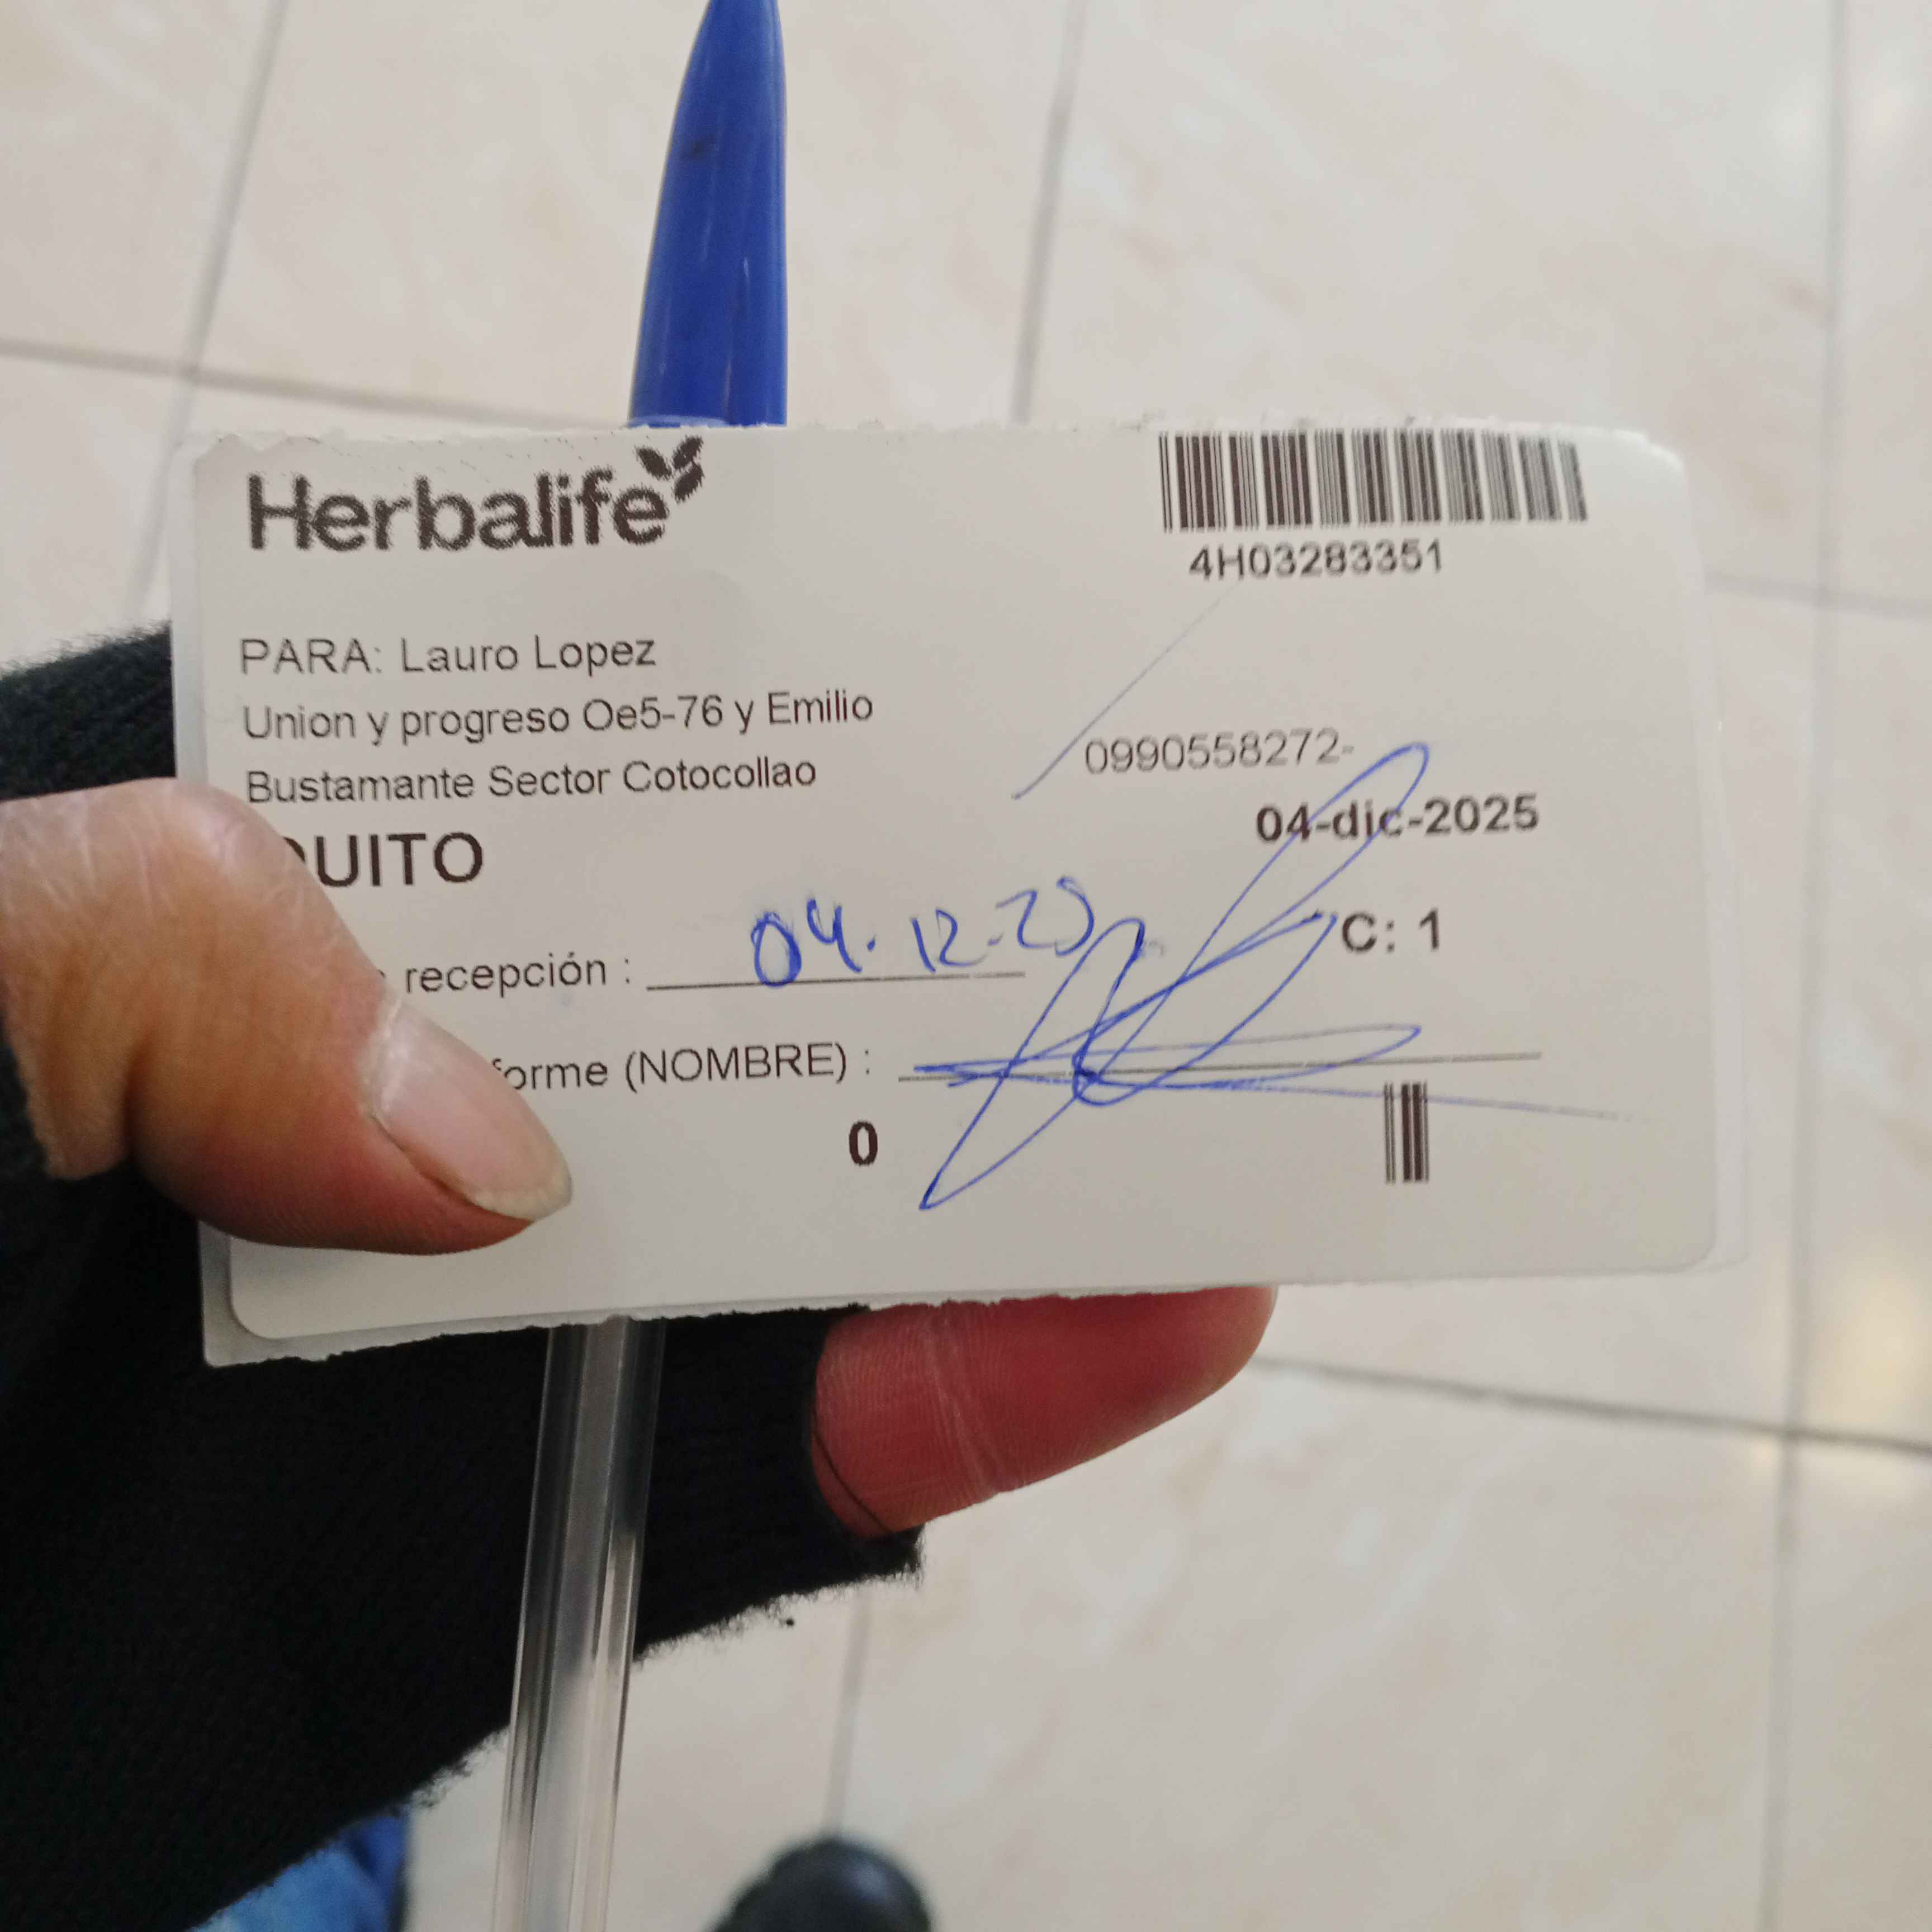 Herbalife
4H03283351
PARA: Lauro Lopez
Union y progreso Oe5-76 y Emilio
0990558272-
Bustamante Sector Cotocollao
04-dic-2025
UITO
recepción : 04.12.25
C: 1
forme (NOMBRE) :
0